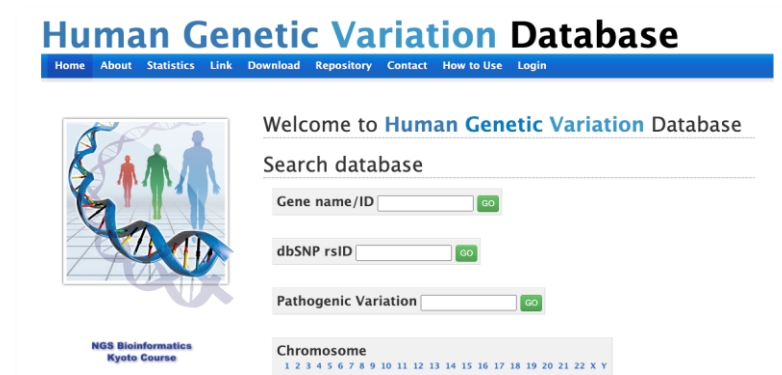 Human Genetic Variation Database
Home About Statistics Link Download Repository Contact How to Use Login
Welcome to Human Genetic Variation Database
Search database
Gene name/ID GO
dbSNP rsID GO
Pathogenic Variation GO
NGS Bioinformatics
Kyoto Course
Chromosome
1 2 3 4 5 6 7 8 9 10 11 12 13 14 15 16 17 18 19 20 21 22 X Y